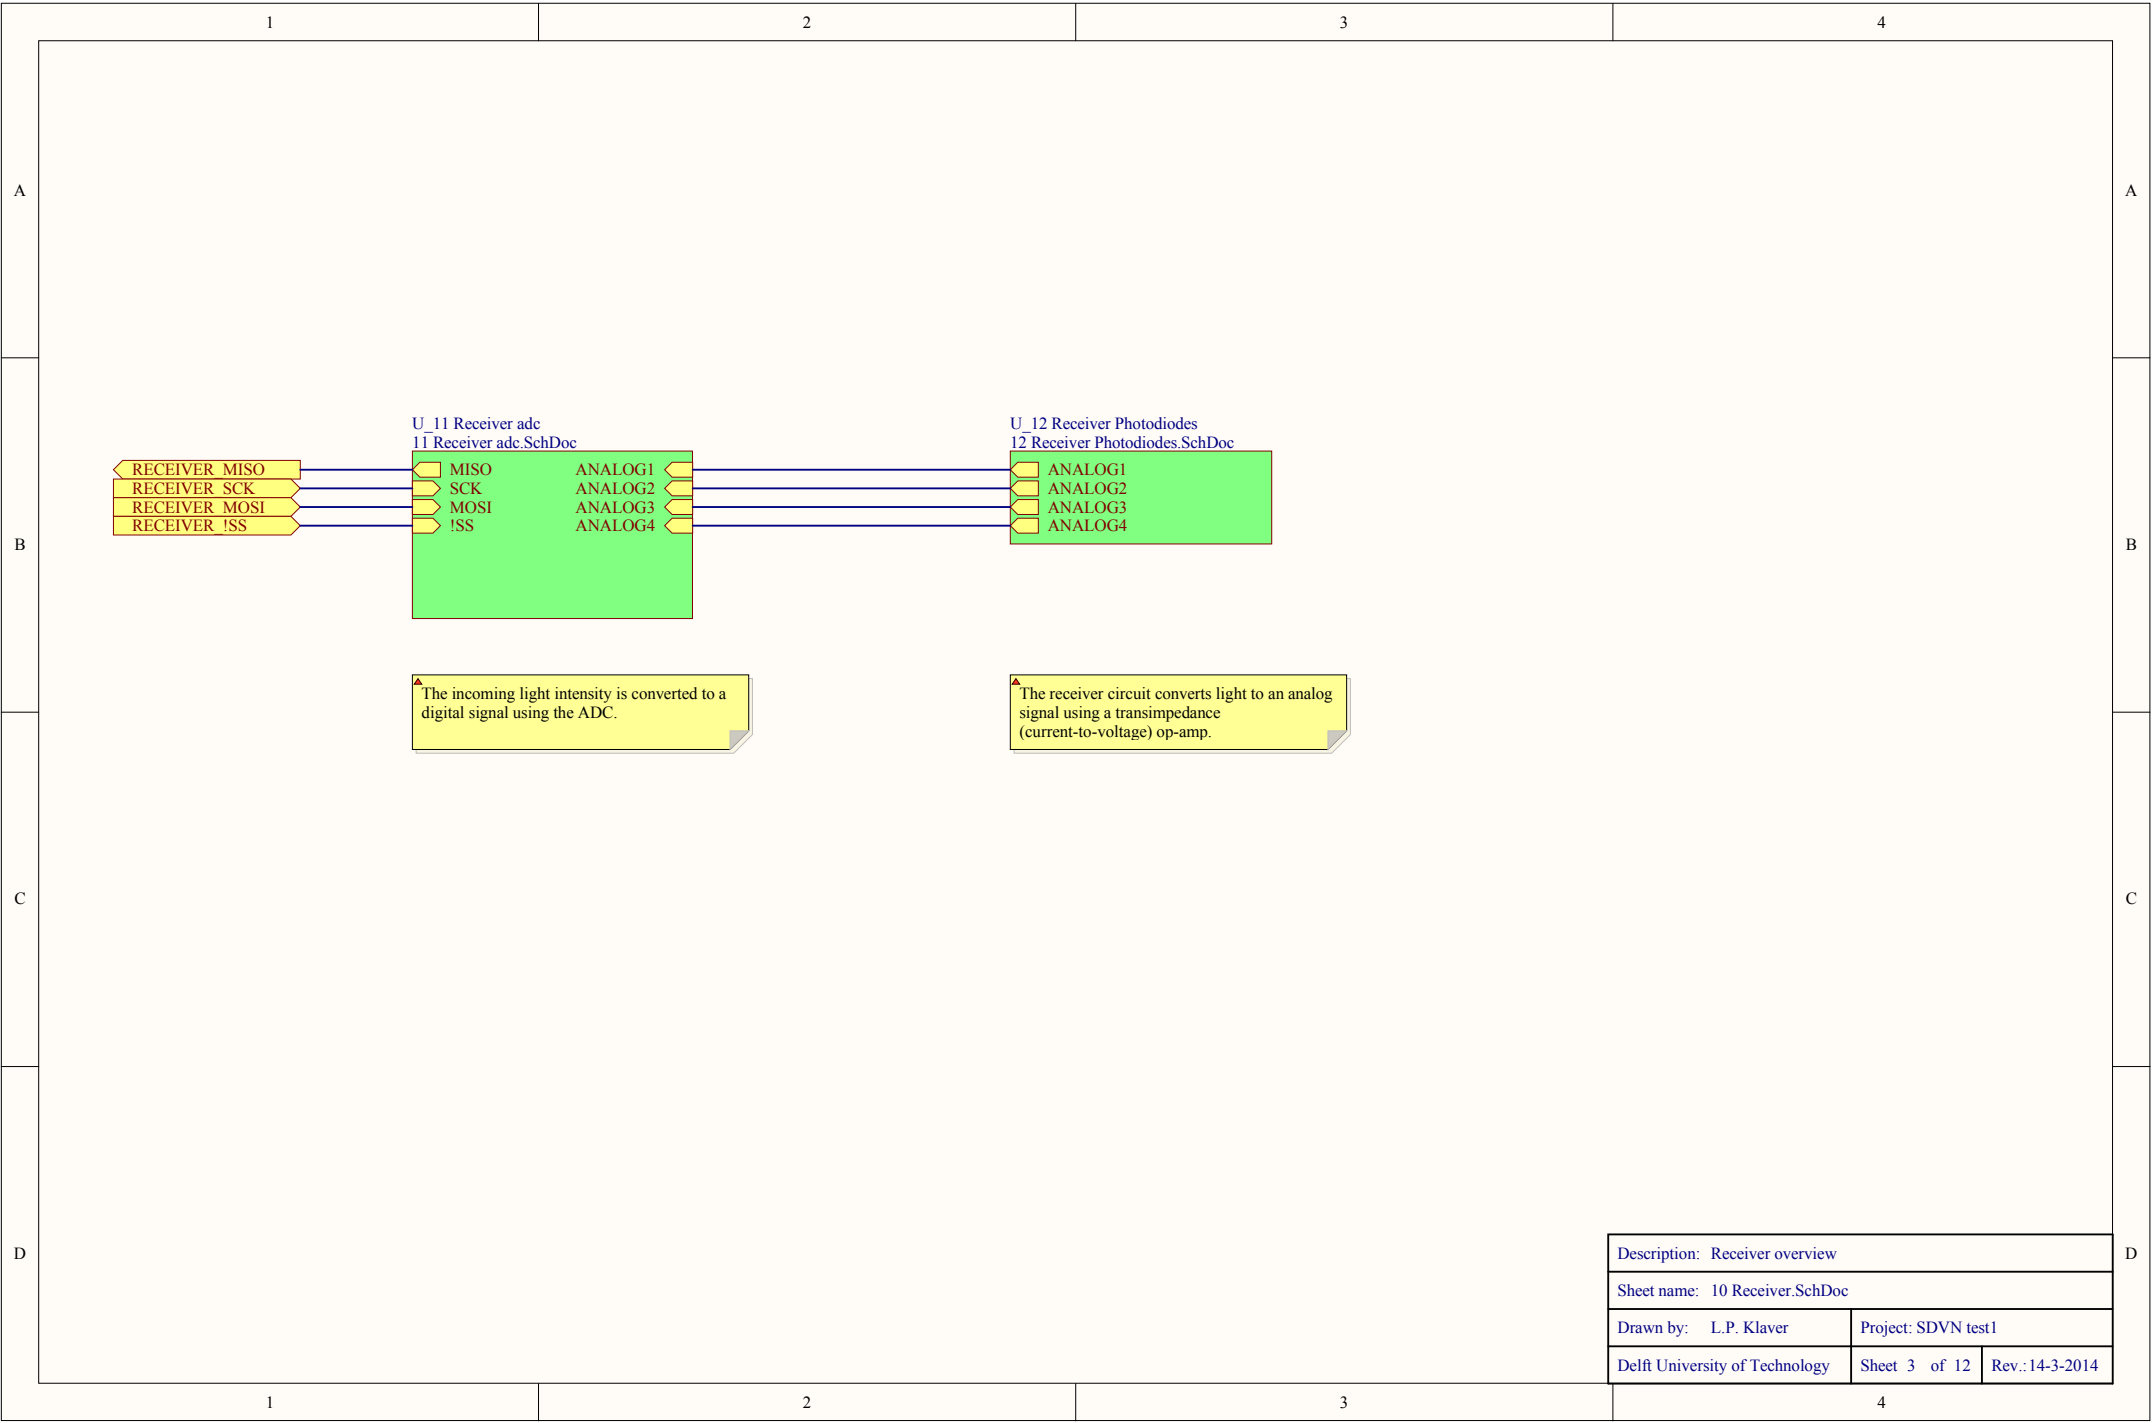 1 2 3 4
A A
U_11 Receiver adc
11 Receiver adc.SchDoc
U_12 Receiver Photodiodes
12 Receiver Photodiodes.SchDoc
RECEIVER_MISO MISO ANALOG1 ANALOG1
RECEIVER_SCK SCK ANALOG2 ANALOG2
RECEIVER_MOSI MOSI ANALOG3 ANALOG3
RECEIVER_!SS !SS ANALOG4 ANALOG4
B B
The incoming light intensity is converted to a
digital signal using the ADC.
The receiver circuit converts light to an analog
signal using a transimpedance
(current-to-voltage) op-amp.
C C
D D
Description: Receiver overview
Sheet name: 10 Receiver.SchDoc
Drawn by: L.P. Klaver Project: SDVN test1
Delft University of Technology Sheet 3 of 12 Rev.:14-3-2014
1 2 3 4